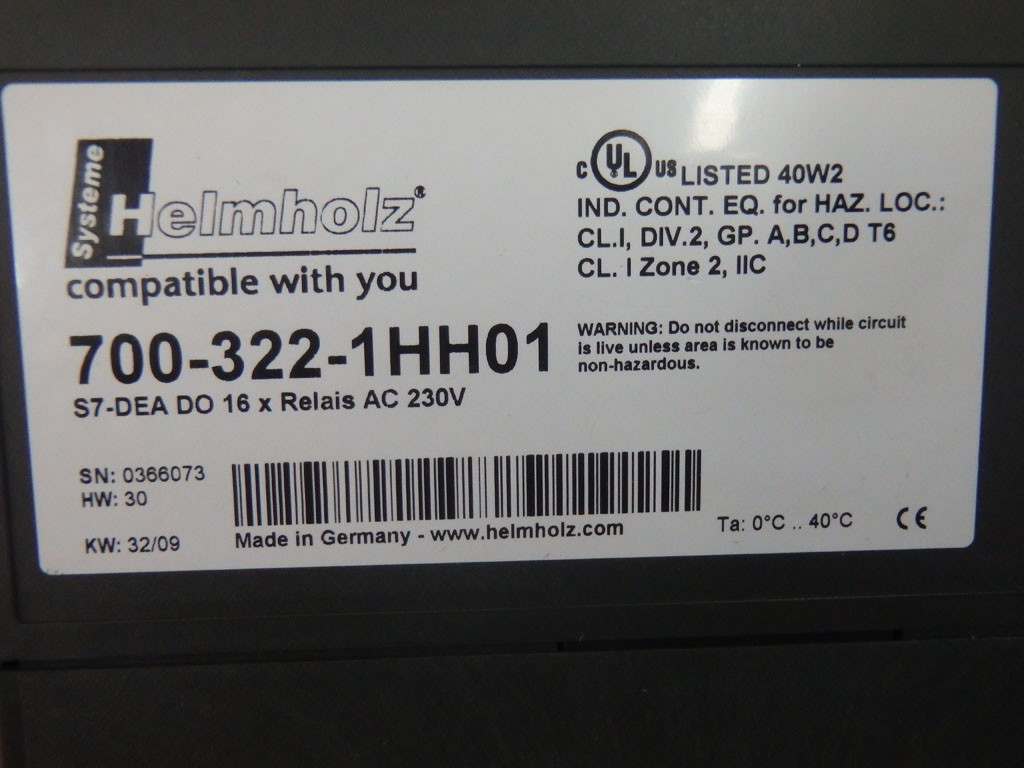 Systeme
Helmholz®
compatible with you
700-322-1HH01
S7-DEA DO 16 x Relais AC 230V
SN: 0366073
HW: 30
KW: 32/09
Made in Germany - www.helmholz.com
C UL US LISTED 40W2
IND. CONT. EQ. for HAZ. LOC.:
CL.I, DIV.2, GP. A,B,C,D T6
CL. I Zone 2, IIC
WARNING: Do not disconnect while circuit
is live unless area is known to be
non-hazardous.
Ta: 0°C .. 40°C CE